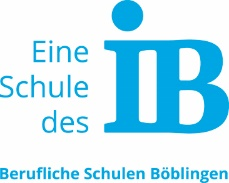 Eine
Schule
des
iB
Berufliche Schulen Böblingen